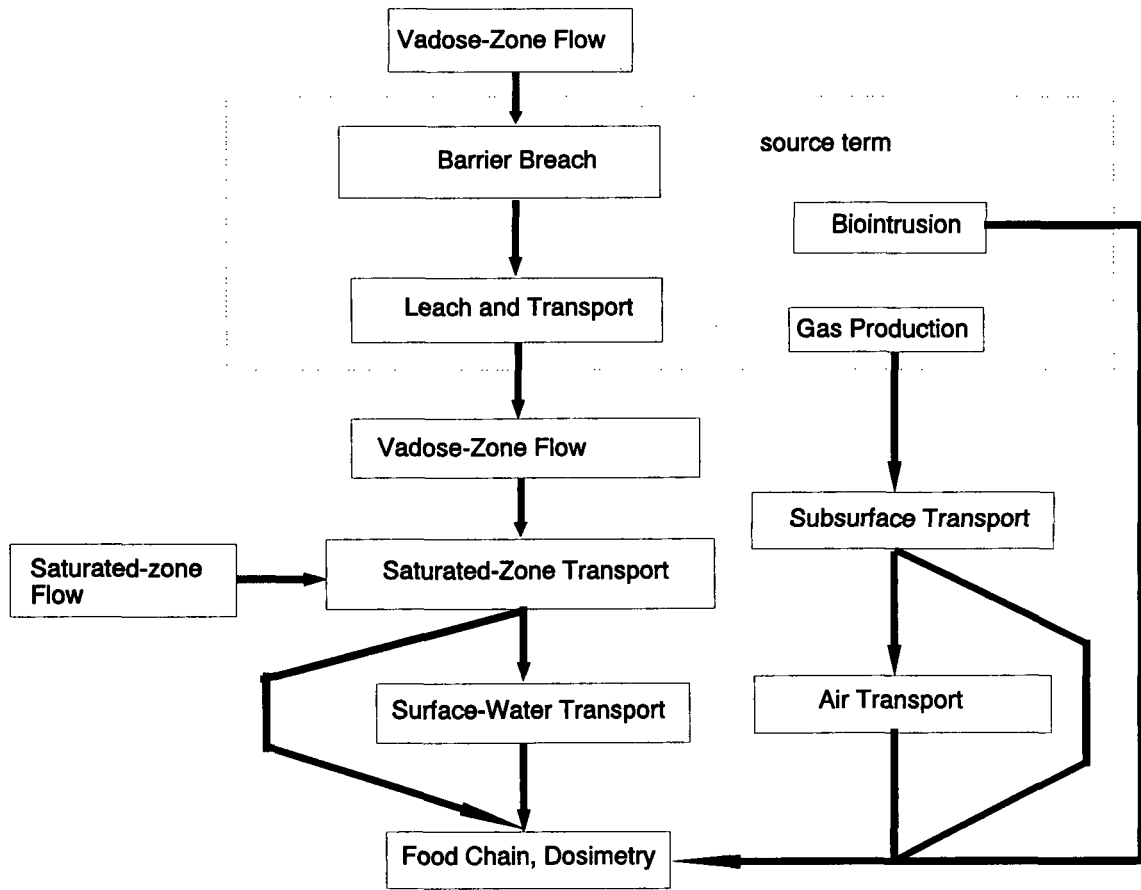 Vadose-Zone Flow
Barrier Breach
source term
Biointrusion
Leach and Transport
Gas Production
Vadose-Zone Flow
Subsurface Transport
Saturated-zone
Flow
Saturated-Zone Transport
Surface-Water Transport
Air Transport
Food Chain, Dosimetry